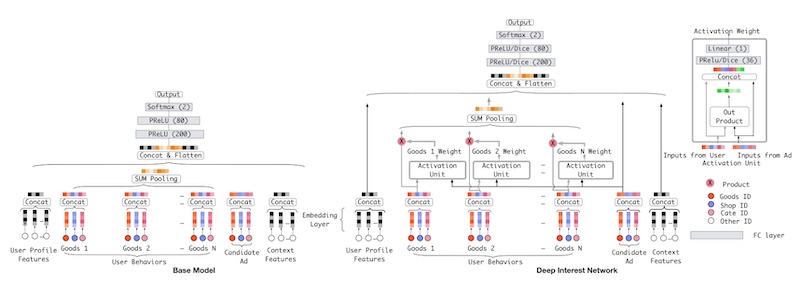 Output
Softmax (2)
PReLU (80)
PReLU (200)
Concat & Flatten
SUM Pooling
Concat
Concat
Concat
Concat
Concat
Concat
User Profile
Features
Goods 1
Goods 2
Goods N
User Behaviors
Candidate
Ad
Context
Features
Base Model
Embedding
Layer
Output
Softmax (2)
PReLU/Dice (80)
PReLU/Dice (200)
Concat & Flatten
SUM Pooling
Goods 1 Weight
Goods 2 Weight
Goods N Weight
Activation
Unit
Activation
Unit
Activation
Unit
Concat
Concat
Concat
Concat
Concat
Concat
User Profile
Features
Goods 1
Goods 2
Goods N
User Behaviors
Candidate
Ad
Context
Features
Deep Interest Network
Activation Weight
Linear (1)
PRelu/Dice (36)
Concat
Out
Product
Inputs from User
Inputs from Ad
Activation Unit
X Product
Goods ID
Shop ID
Cate ID
Other ID
FC layer